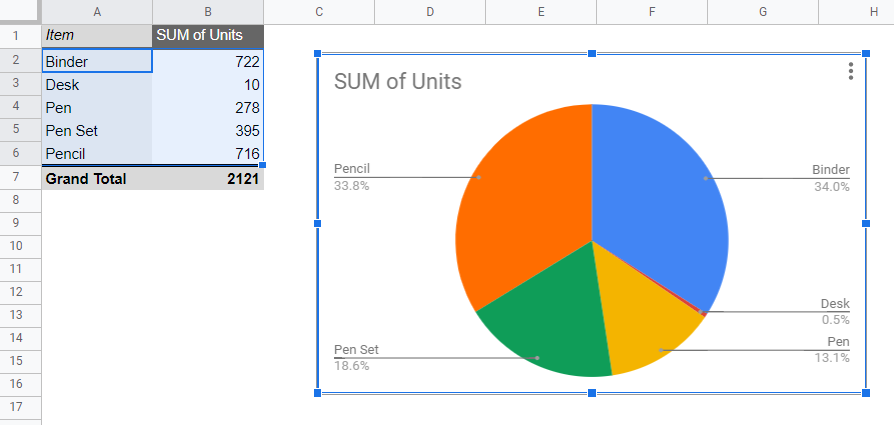 A B C D E F G H
1 Item SUM of Units
2 Binder 722
3 Desk 10
4 Pen 278
5 Pen Set 395
6 Pencil 716
7 Grand Total 2121
8
9
10
11
12
13
14
15
16
17
SUM of Units
Pencil
33.8%
Binder
34.0%
Desk
0.5%
Pen
13.1%
Pen Set
18.6%